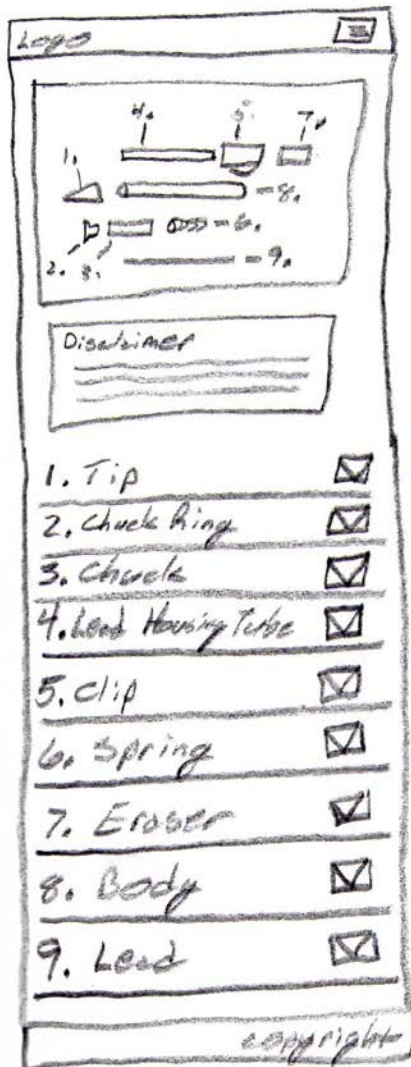 Logo
4.
5.
7.
1.
8.
6.
2.
3.
9.
Disclaimer
1. Tip
2. Chuck Ring
3. Chuck
4. Lead Housing Tube
5. Clip
6. Spring
7. Eraser
8. Body
9. Lead
copyright